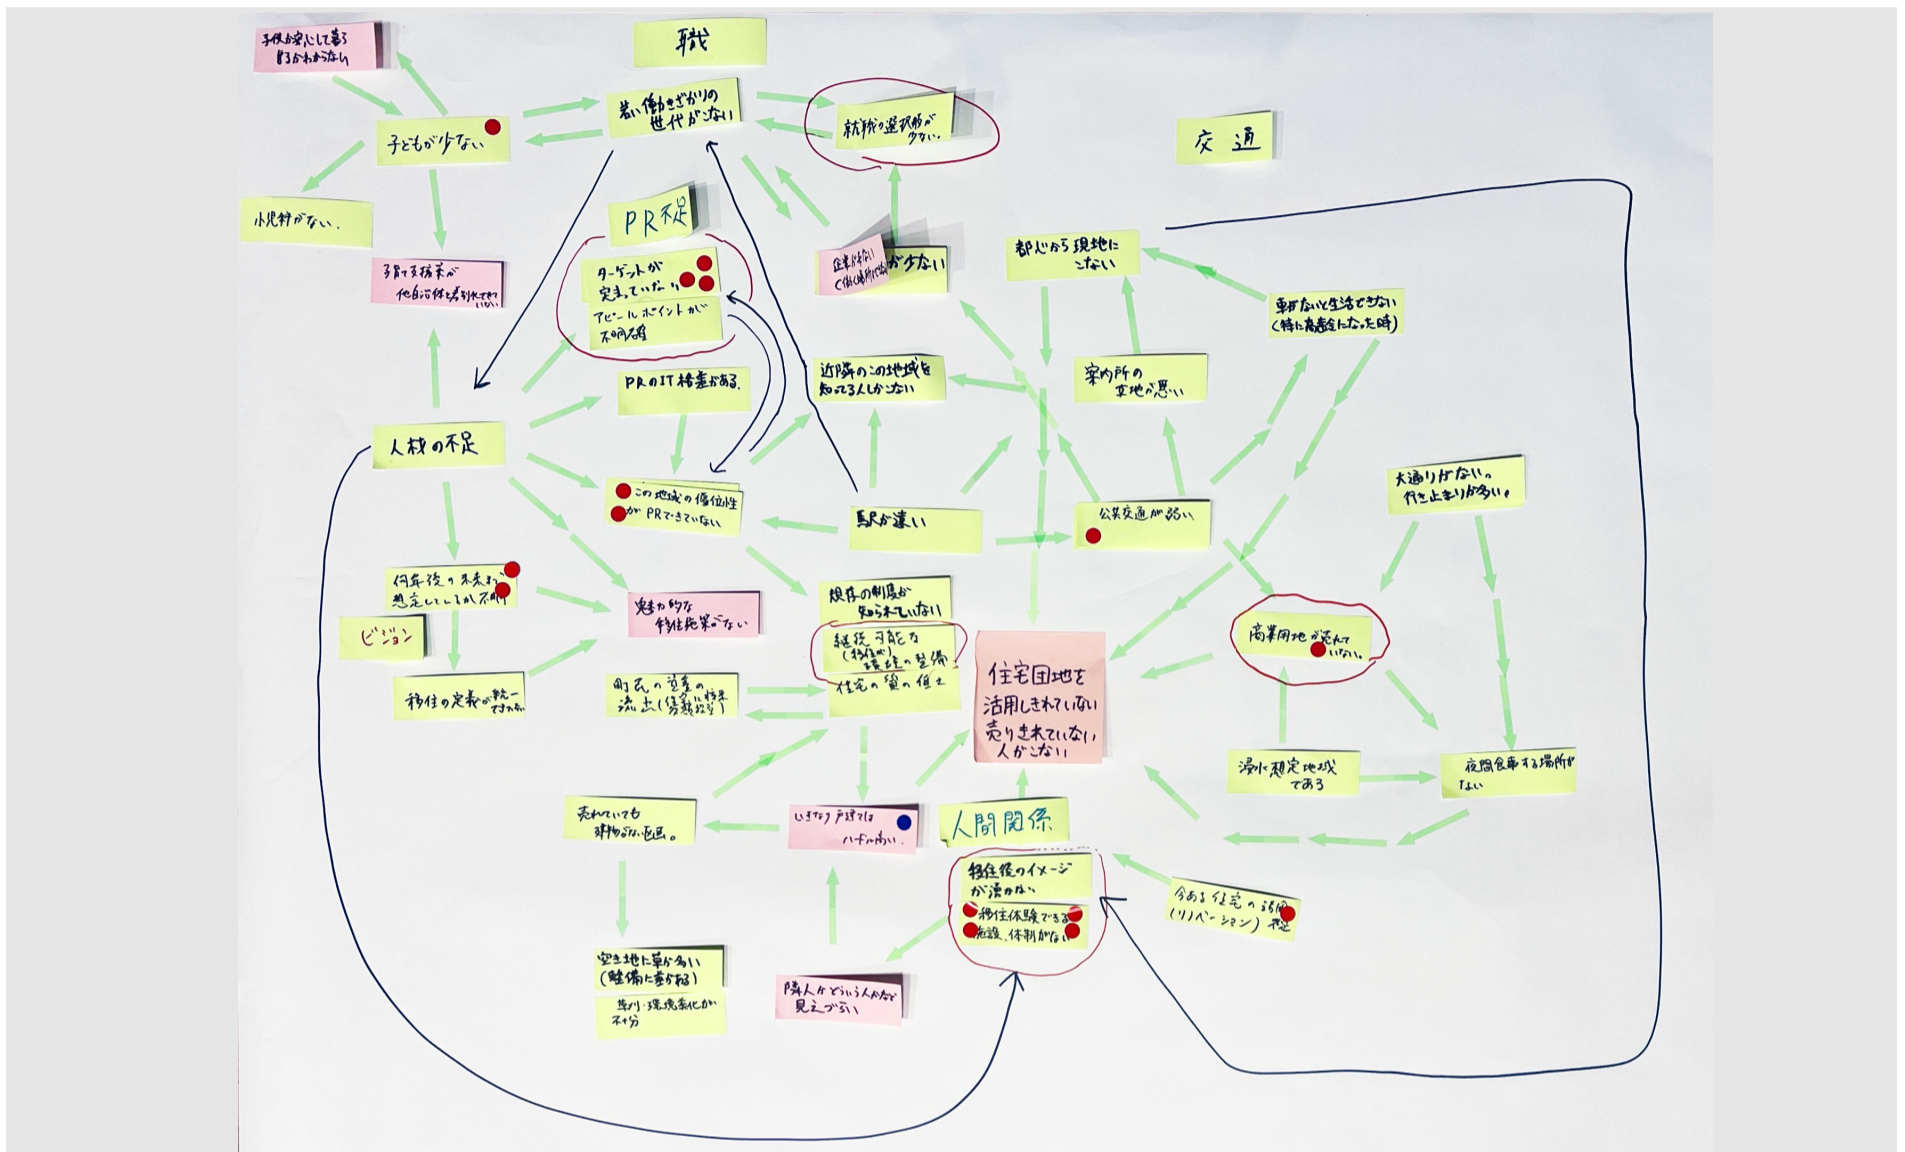 職
子供が安心して暮ら
せるかわからない
若い働きざかりの
世代がこない
就職の選択肢が
少ない。
子どもが少ない
交通
小児科がない.
PR不足
子育て支援策が
他自治体と差別化できて
いない
ターゲットが
定まっていない
アピールポイントが
不明確
企業が少ない
が少ない
都心から現地に
こない
車がないと生活できない
(特に高齢になった時)
PRのIT格差がある.
近隣のこの地域を
知ってる人しかこない
案内所の
立地が悪い
人材の不足
大通りがない。
行き止まりが多い。
この地域の優位性
がPRできていない
駅が遠い
公共交通が弱い
何年後の未来まで
想定しているか不明
ビジョン
魅力的な
移住施策がない
既存の制度が
知られていない
継続可能な
(移住が)
環境の整備
住宅の質の低さ
商業用地が売れて
いない。
移住の定義が統一
できてない
町民の資産の
流出
住宅団地を
活用しきれていない
売りきれていない
人がこない
浸水想定地域
である
夜間食事する場所が
ない
売れていても
建物がない区画。
いきなり戸建ては
ハードル高い.
人間関係
移住後のイメージ
が湧かない
移住体験できる
施設、体制がない
今ある住宅の活用
(リノベーション)不足
空き地に草が多い
(整備に差がある)
草刈・環境美化が
不十分
隣人がどういう人かなど
見えづらい